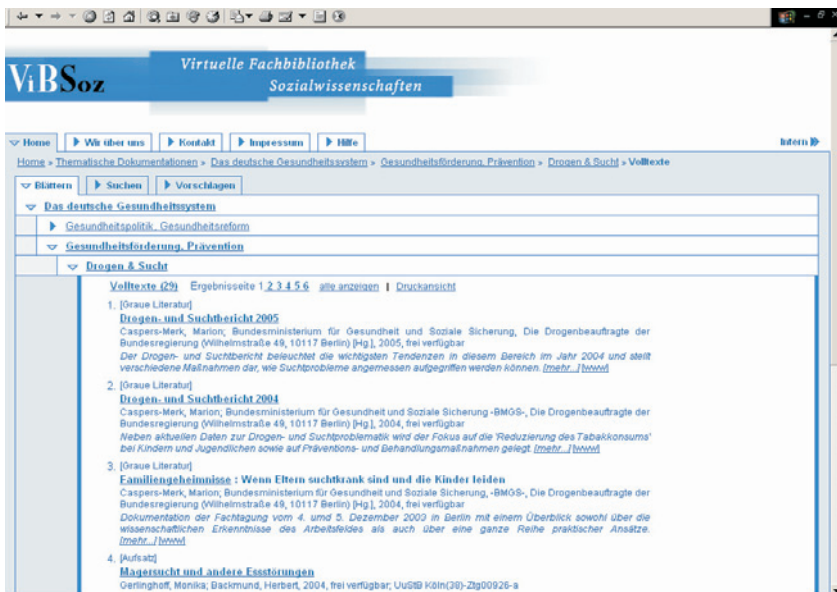 ViBSoz
Virtuelle Fachbibliothek
Sozialwissenschaften
Home Wir über uns Kontakt Impressum Hilfe Intern
Home » Thematische Dokumentationen » Das deutsche Gesundheitssystem » Gesundheitsförderung, Prävention » Drogen & Sucht » Volltexte
Blättern Suchen Vorschlagen
Das deutsche Gesundheitssystem
Gesundheitspolitik, Gesundheitsreform
Gesundheitsförderung, Prävention
Drogen & Sucht
Volltexte (29) Ergebnisseite 1 2 3 4 5 6 alle anzeigen | Druckansicht
1. [Graue Literatur]
Drogen- und Suchtbericht 2005
Caspers-Merk, Marion; Bundesministerium für Gesundheit und Soziale Sicherung, Die Drogenbeauftragte der
Bundesregierung (Wilhelmstraße 49, 10117 Berlin) [Hg.], 2005, frei verfügbar
Der Drogen- und Suchtbericht beleuchtet die wichtigsten Tendenzen in diesem Bereich im Jahr 2004 und stellt
verschiedene Maßnahmen dar, wie Suchtprobleme angemessen aufgegriffen werden können. [mehr...] [www]
2. [Graue Literatur]
Drogen- und Suchtbericht 2004
Caspers-Merk, Marion; Bundesministerium für Gesundheit und Soziale Sicherung -BMGS-, Die Drogenbeauftragte der
Bundesregierung (Wilhelmstraße 49, 10117 Berlin) [Hg.], 2004, frei verfügbar
Neben aktuellen Daten zur Drogen- und Suchtproblematik wird der Fokus auf die 'Reduzierung des Tabakkonsums'
bei Kindern und Jugendlichen sowie auf Präventions- und Behandlungsmaßnahmen gelegt. [mehr...] [www]
3. [Graue Literatur]
Familiengeheimnisse : Wenn Eltern suchtkrank sind und die Kinder leiden
Caspers-Merk, Marion; Bundesministerium für Gesundheit und Soziale Sicherung, -BMGS-, Die Drogenbeauftragte der
Bundesregierung (Wilhelmstraße 49, 10117 Berlin) [Hg.], 2004, frei verfügbar
Dokumentation der Fachtagung vom 4. umd 5. Dezember 2003 in Berlin mit einem Überblick sowohl über die
wissenschaftlichen Erkenntnisse des Arbeitsfeldes als auch über eine ganze Reihe praktischer Ansätze.
[mehr...] [www]
4. [Aufsatz]
Magersucht und andere Essstörungen
Gerlinghoff, Monika; Backmund, Herbert, 2004, frei verfügbar; UuStB Köln(38)-Ztg00926-a